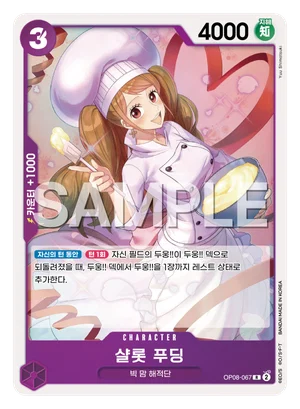 3
4000
지혜
知
You Shiroizuki
카운터 +1000
SAMPLE
자신의 턴 동안 턴 1회 자신 필드의 두웅!!이 두웅!! 덱으로
되돌려졌을 때, 두웅!! 덱에서 두웅!!을 1장까지 레스트 상태로
추가한다.
CHARACTER
샬롯 푸딩
빅 맘 해적단
OP08-067 R 2
BANDAI MADE IN KOREA